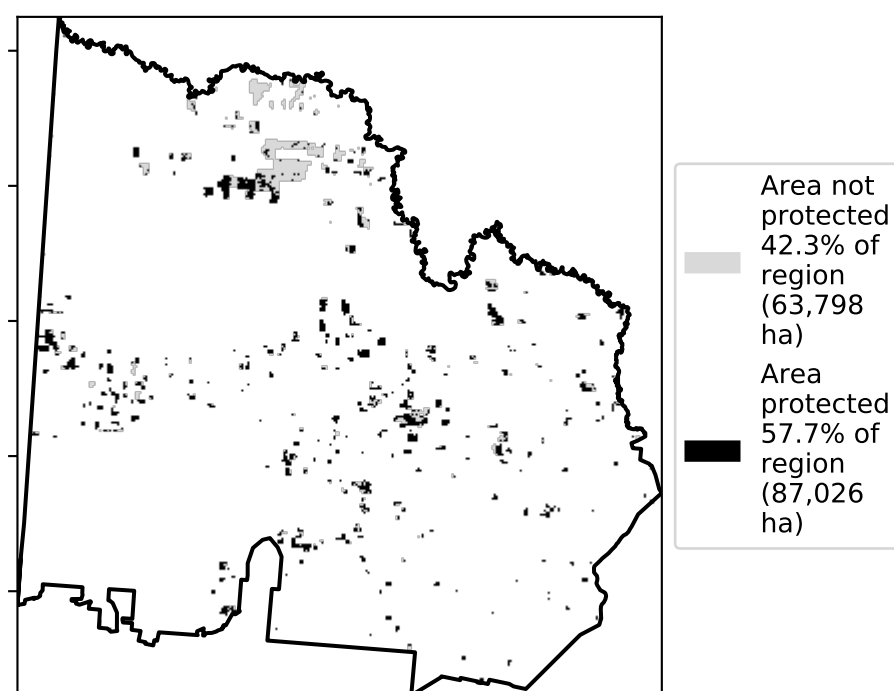 Area not
protected
42.3% of
region
(63,798
ha)
Area
protected
57.7% of
region
(87,026
ha)